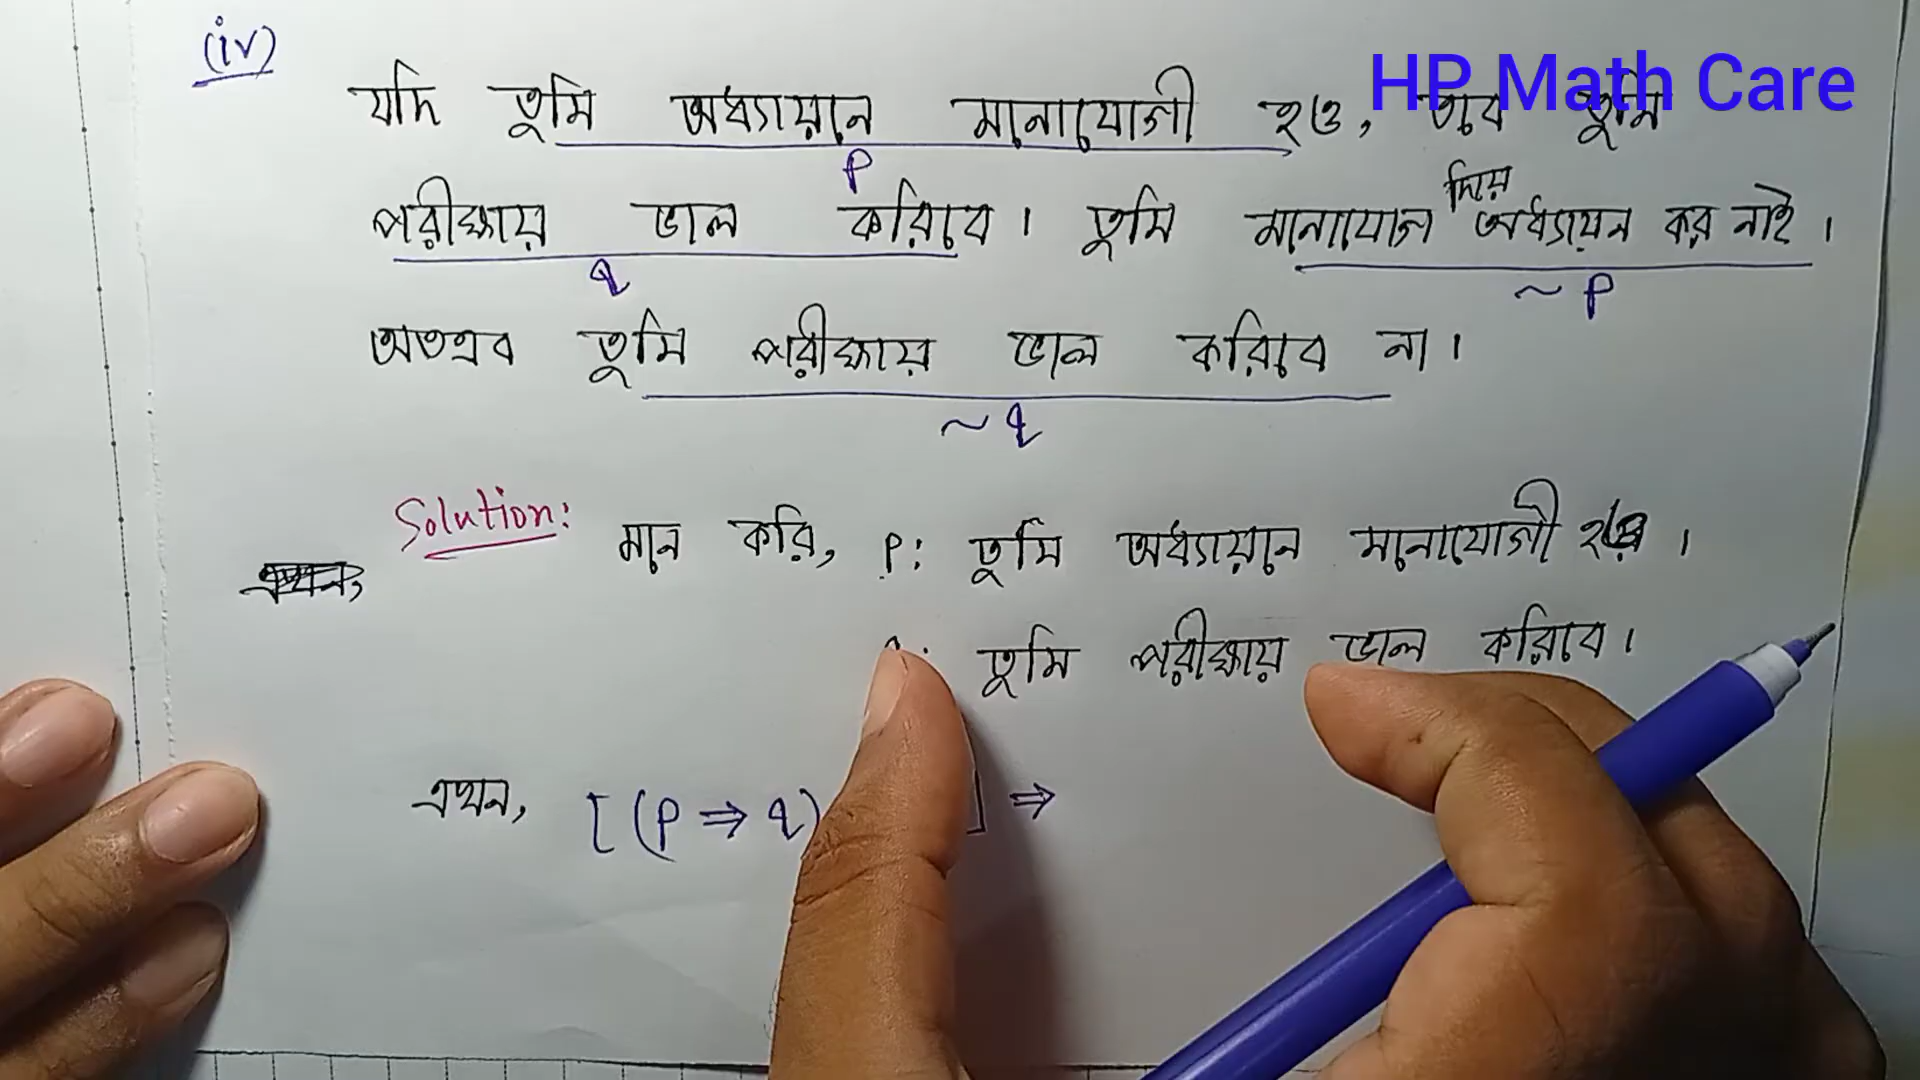 (iv)
HP Math Care
যদি তুমি অধ্যয়নে মনোযোগী হও, তবে তুমি
p
দিয়ে
পরীক্ষায় ভাল করিবে। তুমি মনোযোগ অধ্যয়ন কর নাই।
q ~ p
অতএব তুমি পরীক্ষায় ভাল করিবে না।
~ q
Solution: মনে করি, p: তুমি অধ্যয়নে মনোযোগী হও।
তুমি পরীক্ষায় ভাল করিবে।
এখন, [(p ⇒ q) ] ⇒